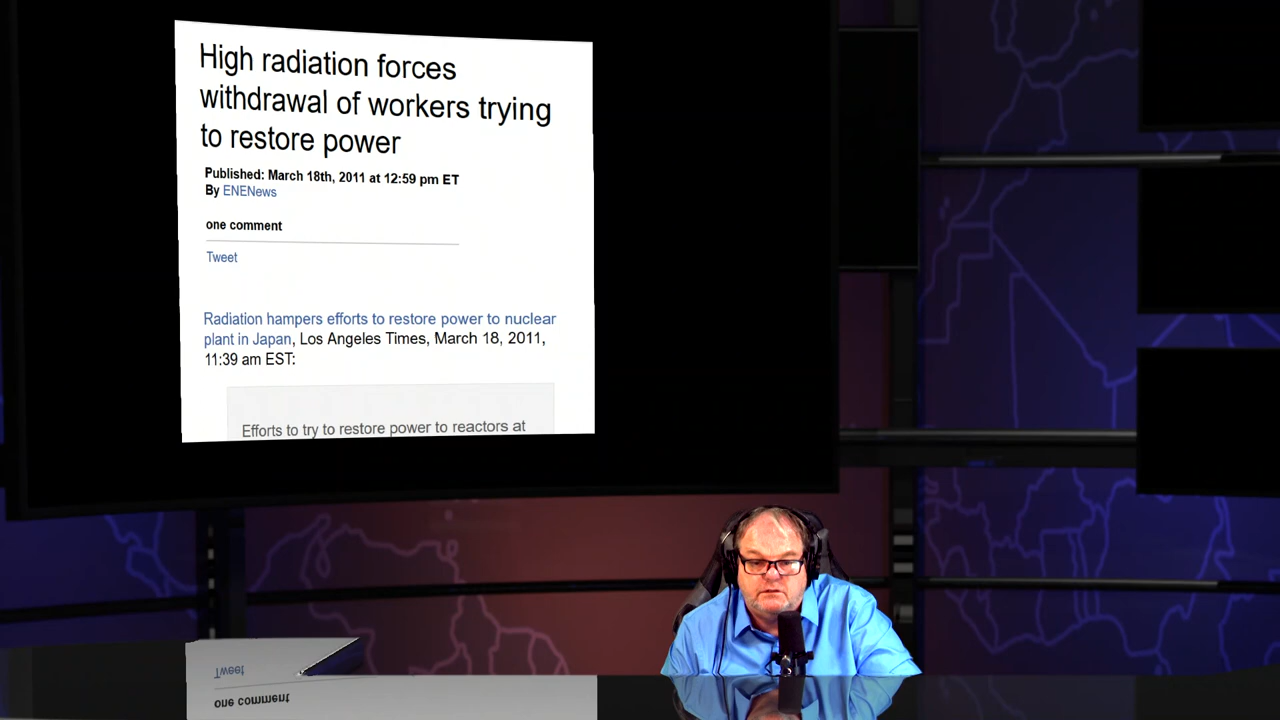 High radiation forces
withdrawal of workers trying
to restore power
Published: March 18th, 2011 at 12:59 pm ET
By ENENews
one comment
Tweet
Radiation hampers efforts to restore power to nuclear
plant in Japan, Los Angeles Times, March 18, 2011,
11:39 am EST:
Efforts to try to restore power to reactors at
Tweet
one comment